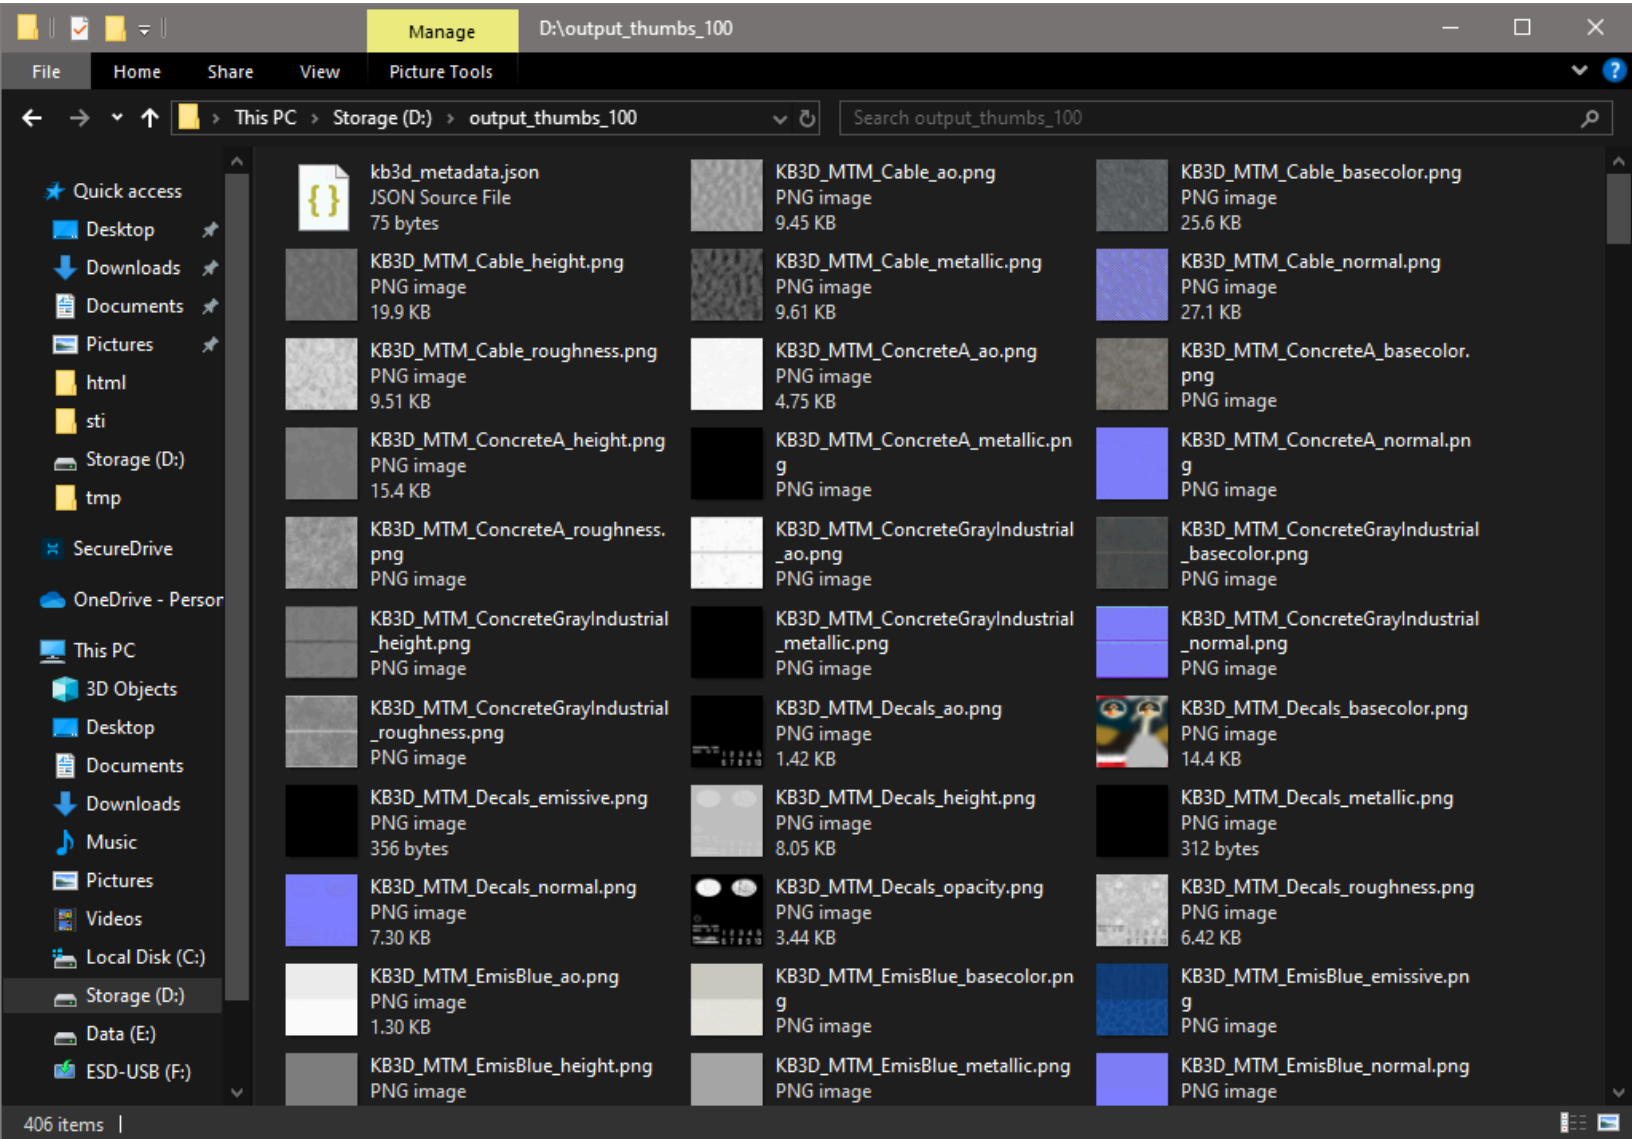 Manage
D:\output_thumbs_100
File
Home
Share
View
Picture Tools
This PC
Storage (D:)
output_thumbs_100
Search output_thumbs_100
Quick access
Desktop
Downloads
Documents
Pictures
html
sti
Storage (D:)
tmp
SecureDrive
OneDrive - Person
This PC
3D Objects
Desktop
Documents
Downloads
Music
Pictures
Videos
Local Disk (C:)
Storage (D:)
Data (E:)
ESD-USB (F:)
kb3d_metadata.json
JSON Source File
75 bytes
KB3D_MTM_Cable_ao.png
PNG image
9.45 KB
KB3D_MTM_Cable_basecolor.png
PNG image
25.6 KB
KB3D_MTM_Cable_height.png
PNG image
19.9 KB
KB3D_MTM_Cable_metallic.png
PNG image
9.61 KB
KB3D_MTM_Cable_normal.png
PNG image
27.1 KB
KB3D_MTM_Cable_roughness.png
PNG image
9.51 KB
KB3D_MTM_ConcreteA_ao.png
PNG image
4.75 KB
KB3D_MTM_ConcreteA_basecolor.
png
PNG image
KB3D_MTM_ConcreteA_height.png
PNG image
15.4 KB
KB3D_MTM_ConcreteA_metallic.pn
g
PNG image
KB3D_MTM_ConcreteA_normal.pn
g
PNG image
KB3D_MTM_ConcreteA_roughness.
png
PNG image
KB3D_MTM_ConcreteGrayIndustrial
_ao.png
PNG image
KB3D_MTM_ConcreteGrayIndustrial
_basecolor.png
PNG image
KB3D_MTM_ConcreteGrayIndustrial
_height.png
PNG image
KB3D_MTM_ConcreteGrayIndustrial
_metallic.png
PNG image
KB3D_MTM_ConcreteGrayIndustrial
_normal.png
PNG image
KB3D_MTM_ConcreteGrayIndustrial
_roughness.png
PNG image
KB3D_MTM_Decals_ao.png
PNG image
1.42 KB
KB3D_MTM_Decals_basecolor.png
PNG image
14.4 KB
KB3D_MTM_Decals_emissive.png
PNG image
356 bytes
KB3D_MTM_Decals_height.png
PNG image
8.05 KB
KB3D_MTM_Decals_metallic.png
PNG image
312 bytes
KB3D_MTM_Decals_normal.png
PNG image
7.30 KB
KB3D_MTM_Decals_opacity.png
PNG image
3.44 KB
KB3D_MTM_Decals_roughness.png
PNG image
6.42 KB
KB3D_MTM_EmisBlue_ao.png
PNG image
1.30 KB
KB3D_MTM_EmisBlue_basecolor.pn
g
PNG image
KB3D_MTM_EmisBlue_emissive.pn
g
PNG image
KB3D_MTM_EmisBlue_height.png
PNG image
KB3D_MTM_EmisBlue_metallic.png
PNG image
KB3D_MTM_EmisBlue_normal.png
PNG image
406 items